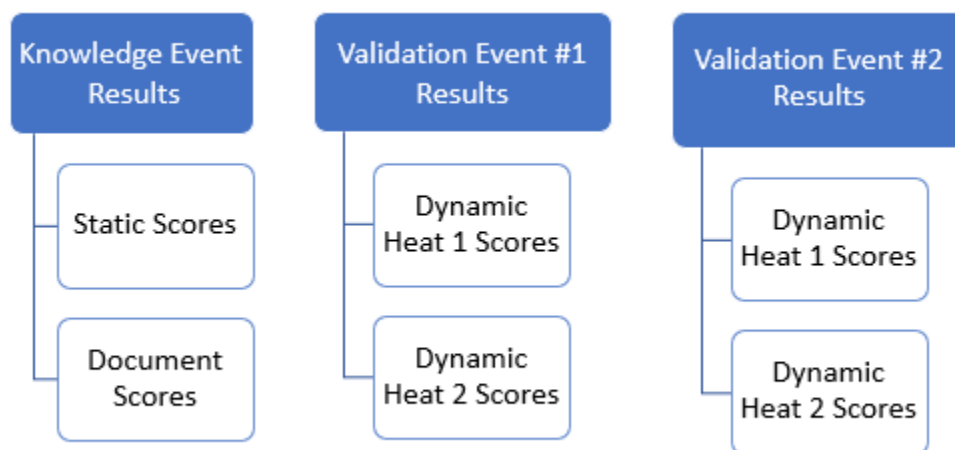 Knowledge Event
Results
Static Scores
Document
Scores
Validation Event #1
Results
Dynamic
Heat 1 Scores
Dynamic
Heat 2 Scores
Validation Event #2
Results
Dynamic
Heat 1 Scores
Dynamic
Heat 2 Scores